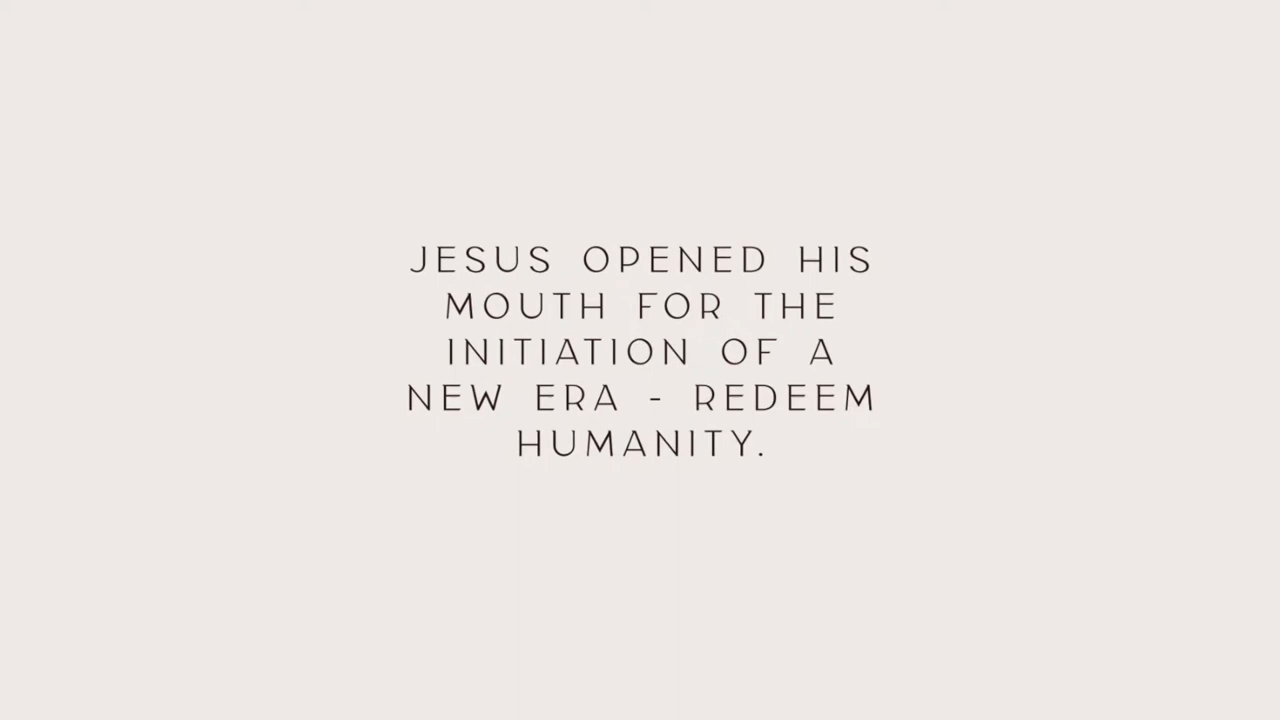 JESUS OPENED HIS
MOUTH FOR THE
INITIATION OF A
NEW ERA - REDEEM
HUMANITY.